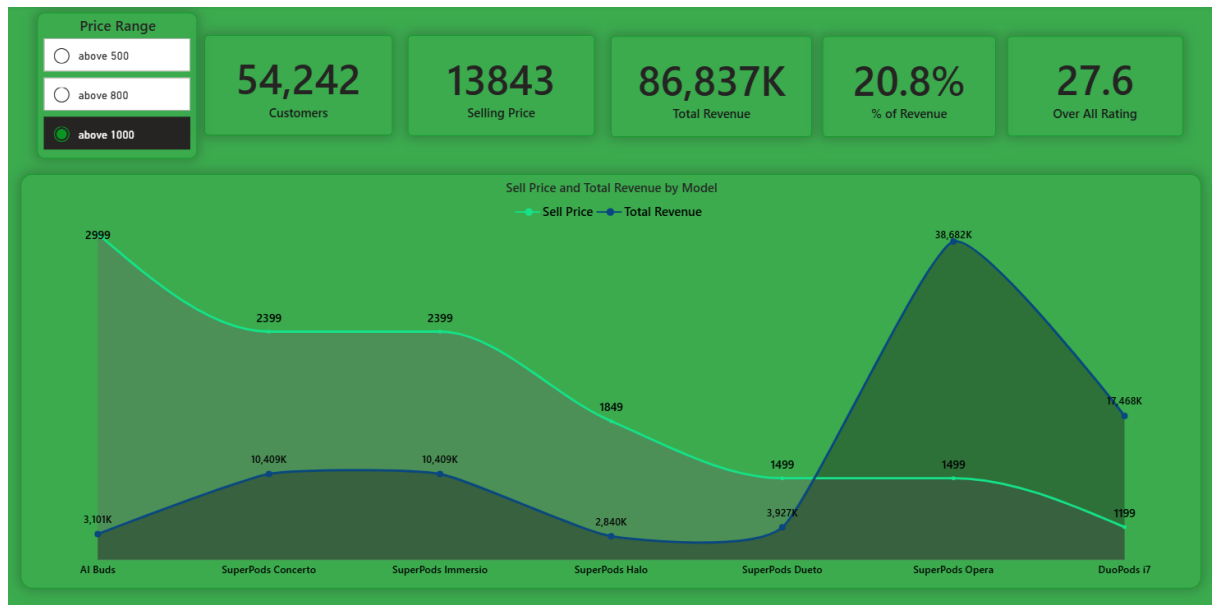 Price Range
above 500
above 800
above 1000
54,242
Customers
13843
Selling Price
86,837K
Total Revenue
20.8%
% of Revenue
27.6
Over All Rating
Sell Price and Total Revenue by Model
Sell Price Total Revenue
2999
2399
2399
1849
1499
1499
1199
3,101K
10,409K
10,409K
2,840K
3,927K
38,682K
17,468K
AI Buds
SuperPods Concerto
SuperPods Immersio
SuperPods Halo
SuperPods Dueto
SuperPods Opera
DuoPods i7